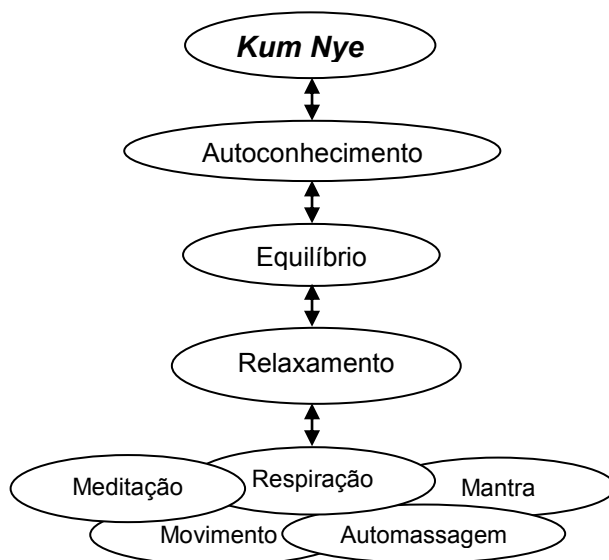 Kum Nye
Autoconhecimento
Equilíbrio
Relaxamento
Respiração
Meditação
Mantra
Movimento
Automassagem